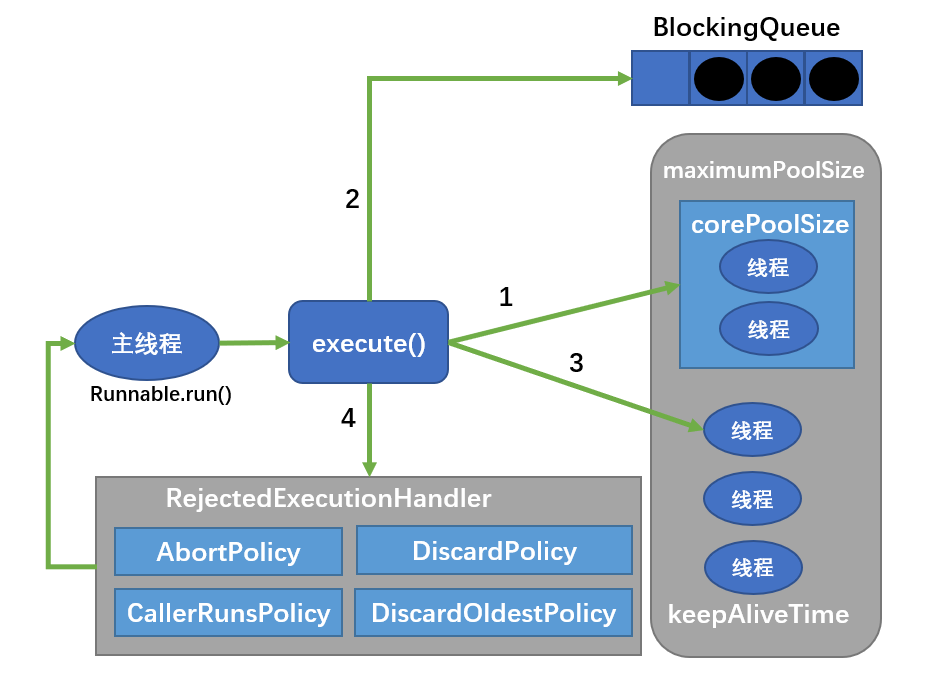 BlockingQueue
maximumPoolSize
corePoolSize
线程
线程
2
1
主线程
execute()
3
Runnable.run()
4
线程
线程
线程
keepAliveTime
RejectedExecutionHandler
AbortPolicy
DiscardPolicy
CallerRunsPolicy
DiscardOldestPolicy